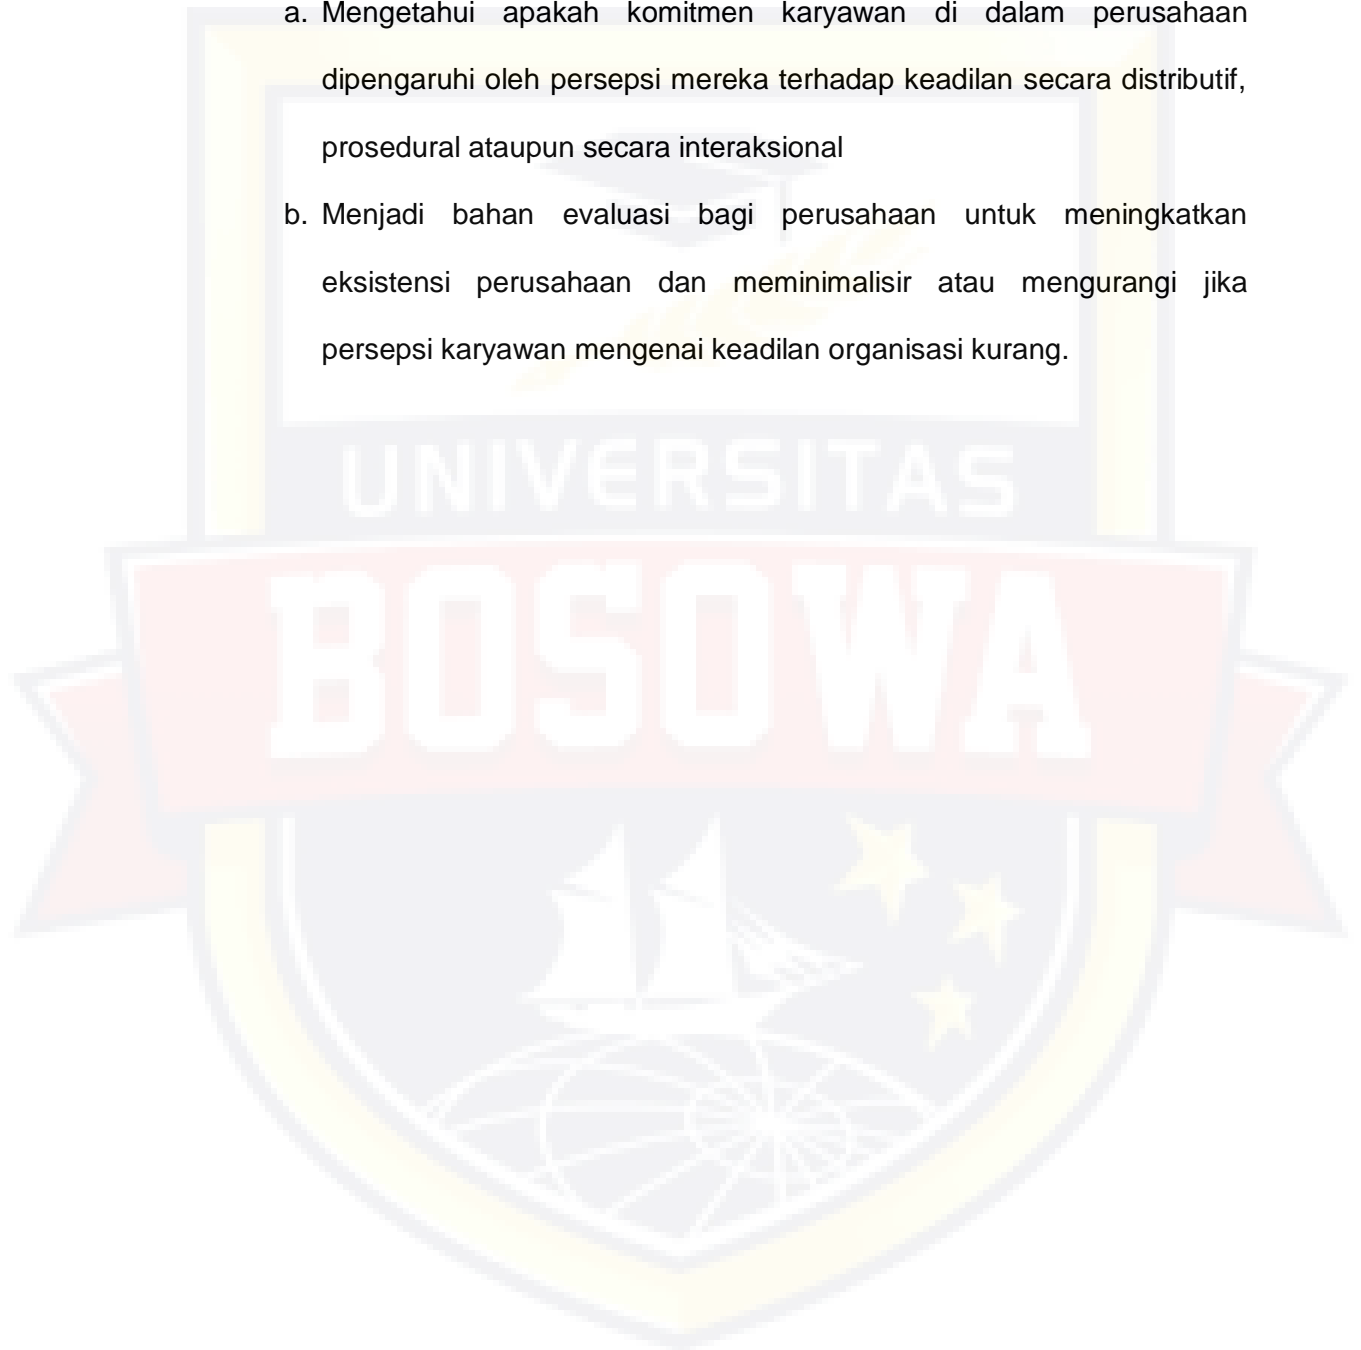 a. Mengetahui apakah komitmen karyawan di dalam perusahaan
dipengaruhi oleh persepsi mereka terhadap keadilan secara distributif,
prosedural ataupun secara interaksional
b. Menjadi bahan evaluasi bagi perusahaan untuk meningkatkan
eksistensi perusahaan dan meminimalisir atau mengurangi jika
persepsi karyawan mengenai keadilan organisasi kurang.
UNIVERSITAS
BOSOWA